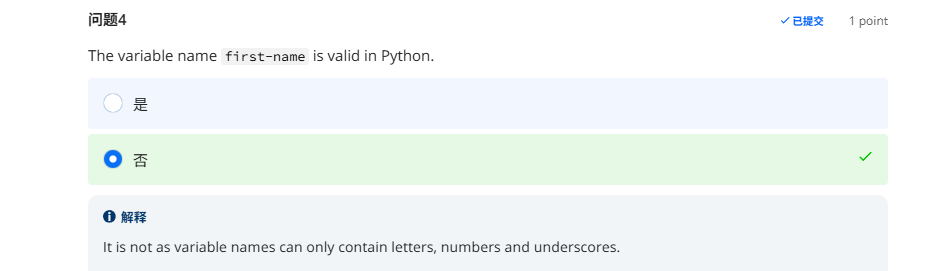 问题4
已提交
1 point
The variable name first-name is valid in Python.
是
否
解释
It is not as variable names can only contain letters, numbers and underscores.